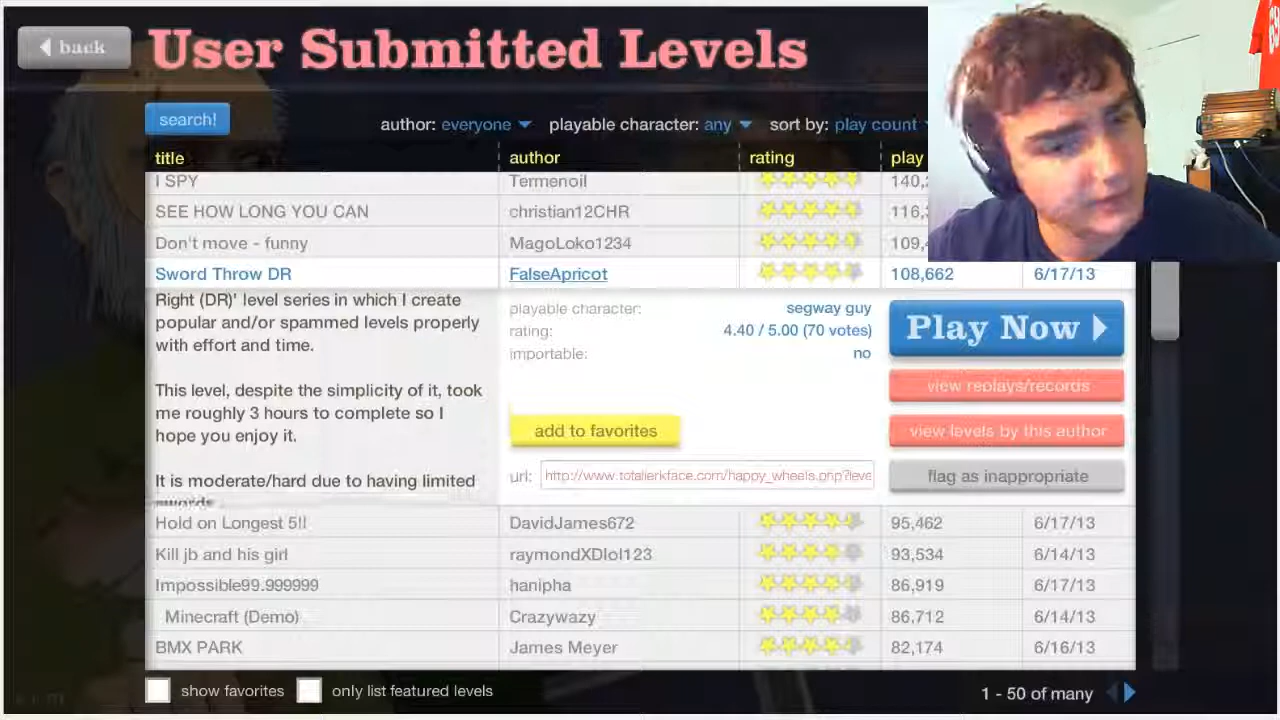 back
User Submitted Levels
search!
author: everyone playable character: any sort by: play count
title author rating play
I SPY Termenoil 140,
SEE HOW LONG YOU CAN christian12CHR 116,
Don't move - funny MagoLoko1234 109,
Sword Throw DR FalseApricot 108,662 6/17/13
Right (DR)' level series in which I create
popular and/or spammed levels properly
with effort and time.
This level, despite the simplicity of it, took
me roughly 3 hours to complete so I
hope you enjoy it.
It is moderate/hard due to having limited
swords
playable character: segway guy
rating: 4.40 / 5.00 (70 votes)
importable: no
add to favorites
url: http://www.totaljerkface.com/happy_wheels.php?leve
Play Now
view replays/records
view levels by this author
flag as inappropriate
Hold on Longest 5!! DavidJames672 95,462 6/17/13
Kill jb and his girl raymondXDlol123 93,534 6/14/13
Impossible99.999999 hanipha 86,919 6/17/13
Minecraft (Demo) Crazywazy 86,712 6/14/13
BMX PARK James Meyer 82,174 6/16/13
show favorites only list featured levels 1 - 50 of many